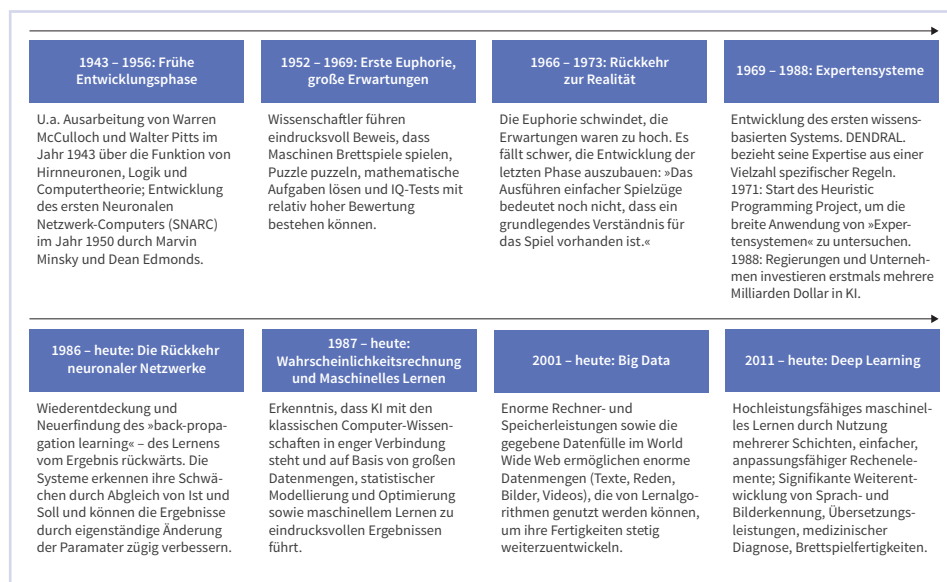 1943 – 1956: Frühe
Entwicklungsphase
U.a. Ausarbeitung von Warren
McCulloch und Walter Pitts im
Jahr 1943 über die Funktion von
Hirnneuronen, Logik und
Computertheorie; Entwicklung
des ersten Neuronalen
Netzwerk-Computers (SNARC)
im Jahr 1950 durch Marvin
Minsky und Dean Edmonds.
1952 – 1969: Erste Euphorie,
große Erwartungen
Wissenschaftler führen
eindrucksvoll Beweis, dass
Maschinen Brettspiele spielen,
Puzzle puzzeln, mathematische
Aufgaben lösen und IQ-Tests mit
relativ hoher Bewertung
bestehen können.
1966 – 1973: Rückkehr
zur Realität
Die Euphorie schwindet, die
Erwartungen waren zu hoch. Es
fällt schwer, die Entwicklung der
letzten Phase auszubauen: »Das
Ausführen einfacher Spielzüge
bedeutet noch nicht, dass ein
grundlegendes Verständnis für
das Spiel vorhanden ist.«
1969 – 1988: Expertensysteme
Entwicklung des ersten wissens-
basierten Systems. DENDRAL.
bezieht seine Expertise aus einer
Vielzahl spezifischer Regeln.
1971: Start des Heuristic
Programming Project, um die
breite Anwendung von »Exper-
tensystemen« zu untersuchen.
1988: Regierungen und Unterneh-
men investieren erstmals mehrere
Milliarden Dollar in KI.
1986 – heute: Die Rückkehr
neuronaler Netzwerke
Wiederentdeckung und
Neuerfindung des »back-propa-
gation learning« – des Lernens
vom Ergebnis rückwärts. Die
Systeme erkennen ihre Schwä-
chen durch Abgleich von Ist und
Soll und können die Ergebnisse
durch eigenständige Änderung
der Paramater zügig verbessern.
1987 – heute:
Wahrscheinlichkeitsrechnung
und Maschinelles Lernen
Erkenntnis, dass KI mit den
klassischen Computer-Wissen-
schaften in enger Verbindung
steht und auf Basis von großen
Datenmengen, statistischer
Modellierung und Optimierung
sowie maschinellem Lernen zu
eindrucksvollen Ergebnissen
führt.
2001 – heute: Big Data
Enorme Rechner- und
Speicherleistungen sowie die
gegebene Datenfülle im World
Wide Web ermöglichen enorme
Datenmengen (Texte, Reden,
Bilder, Videos), die von Lernalgo-
rithmen genutzt werden können,
um ihre Fertigkeiten stetig
weiterzuentwickeln.
2011 – heute: Deep Learning
Hochleistungsfähiges maschinel-
les Lernen durch Nutzung
mehrerer Schichten, einfacher,
anpassungsfähiger Rechenele-
mente; Signifikante Weiterent-
wicklung von Sprach- und
Bilderkennung, Übersetzungs-
leistungen, medizinischer
Diagnose, Brettspielfertigkeiten.